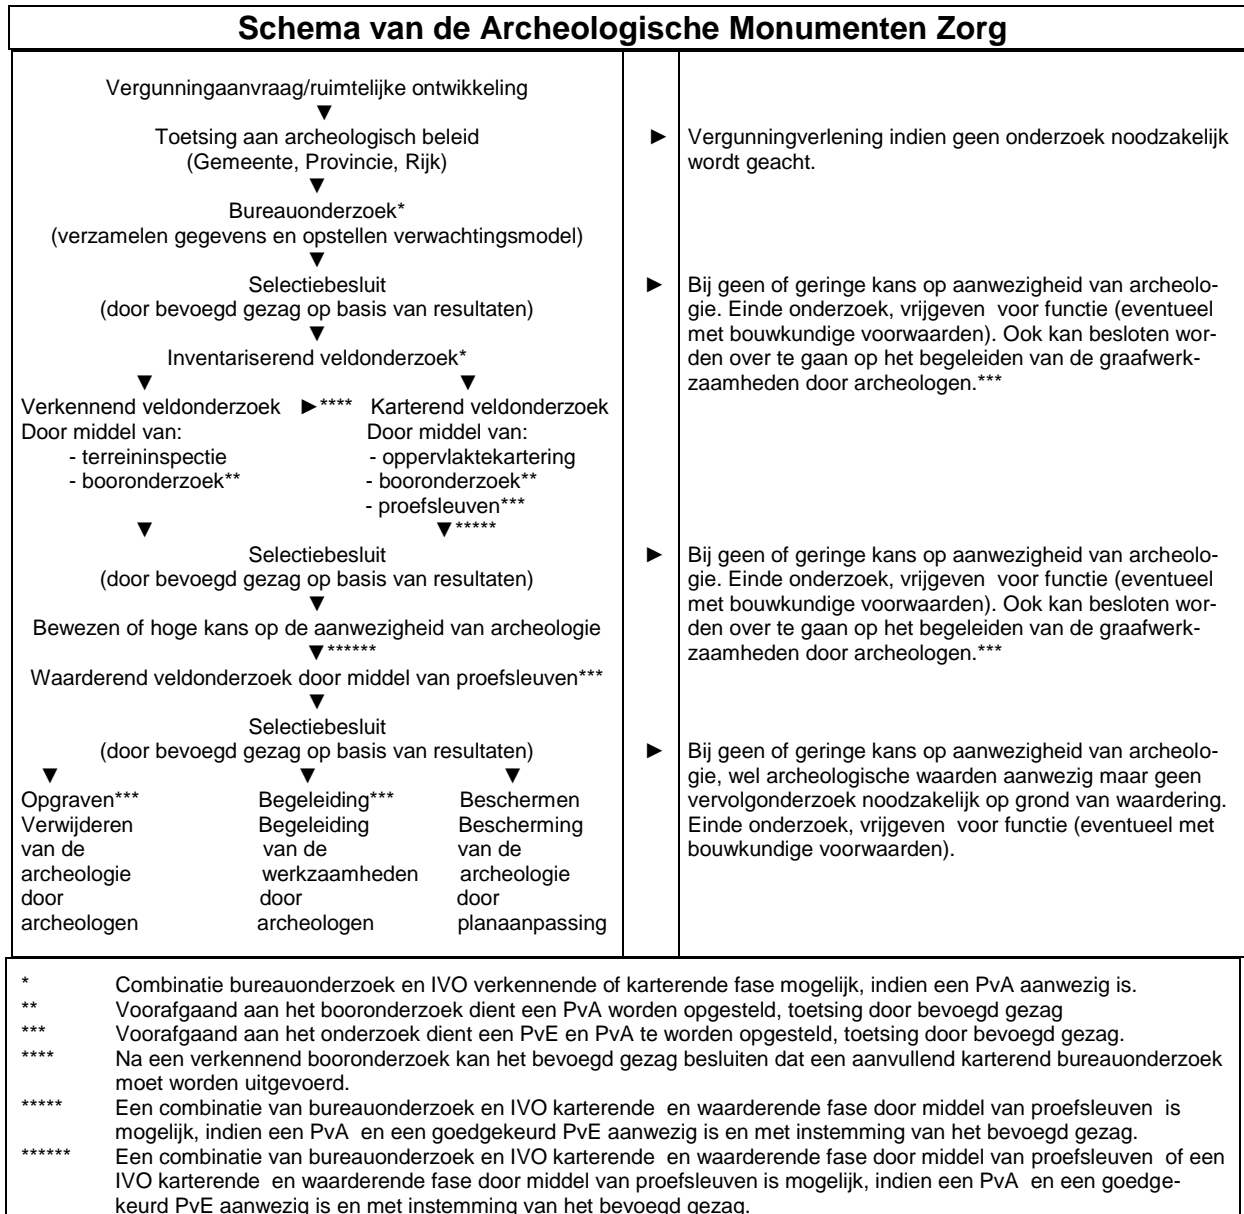 Schema van de Archeologische Monumenten Zorg
Vergunningaanvraag/ruimtelijke ontwikkeling
▼
Toetsing aan archeologisch beleid
(Gemeente, Provincie, Rijk)
► Vergunningverlening indien geen onderzoek noodzakelijk
wordt geacht.
▼
Bureauonderzoek*
(verzamelen gegevens en opstellen verwachtingsmodel)
▼
Selectiebesluit
(door bevoegd gezag op basis van resultaten)
► Bij geen of geringe kans op aanwezigheid van archeolo-
gie. Einde onderzoek, vrijgeven voor functie (eventueel
met bouwkundige voorwaarden). Ook kan besloten wor-
den over te gaan op het begeleiden van de graafwerk-
zaamheden door archeologen.***
▼
Inventariserend veldonderzoek*
▼ ▼
Verkennend veldonderzoek ►**** Karterend veldonderzoek
Door middel van: Door middel van:
- terreininspectie - oppervlaktekartering
- booronderzoek** - booronderzoek**
- proefsleuven***
▼ ▼*****
Selectiebesluit
(door bevoegd gezag op basis van resultaten)
► Bij geen of geringe kans op aanwezigheid van archeolo-
gie. Einde onderzoek, vrijgeven voor functie (eventueel
met bouwkundige voorwaarden). Ook kan besloten wor-
den over te gaan op het begeleiden van de graafwerk-
zaamheden door archeologen.***
▼
Bewezen of hoge kans op de aanwezigheid van archeologie
▼******
Waarderend veldonderzoek door middel van proefsleuven***
▼
Selectiebesluit
(door bevoegd gezag op basis van resultaten)
► Bij geen of geringe kans op aanwezigheid van archeolo-
gie, wel archeologische waarden aanwezig maar geen
vervolgonderzoek noodzakelijk op grond van waardering.
Einde onderzoek, vrijgeven voor functie (eventueel met
bouwkundige voorwaarden).
▼ ▼ ▼
Opgraven*** Begeleiding*** Beschermen
Verwijderen Begeleiding Bescherming
van de van de van de
archeologie werkzaamheden archeologie
door door door
archeologen archeologen planaanpassing
* Combinatie bureauonderzoek en IVO verkennende of karterende fase mogelijk, indien een PvA aanwezig is.
** Voorafgaand aan het booronderzoek dient een PvA worden opgesteld, toetsing door bevoegd gezag
*** Voorafgaand aan het onderzoek dient een PvE en PvA te worden opgesteld, toetsing door bevoegd gezag.
**** Na een verkennend booronderzoek kan het bevoegd gezag besluiten dat een aanvullend karterend bureauonderzoek
moet worden uitgevoerd.
***** Een combinatie van bureauonderzoek en IVO karterende en waarderende fase door middel van proefsleuven is
mogelijk, indien een PvA en een goedgekeurd PvE aanwezig is en met instemming van het bevoegd gezag.
****** Een combinatie van bureauonderzoek en IVO karterende en waarderende fase door middel van proefsleuven of een
IVO karterende en waarderende fase door middel van proefsleuven is mogelijk, indien een PvA en een goedge-
keurd PvE aanwezig is en met instemming van het bevoegd gezag.